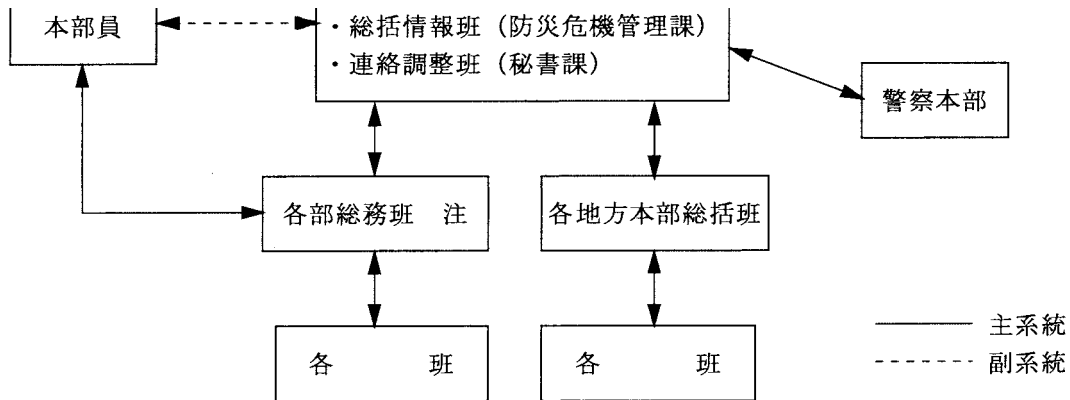 本部員
・総括情報班（防災危機管理課）
・連絡調整班（秘書課）
警察本部
各部総務班　注
各地方本部総括班
各　　　班
各　　　班
主系統
副系統